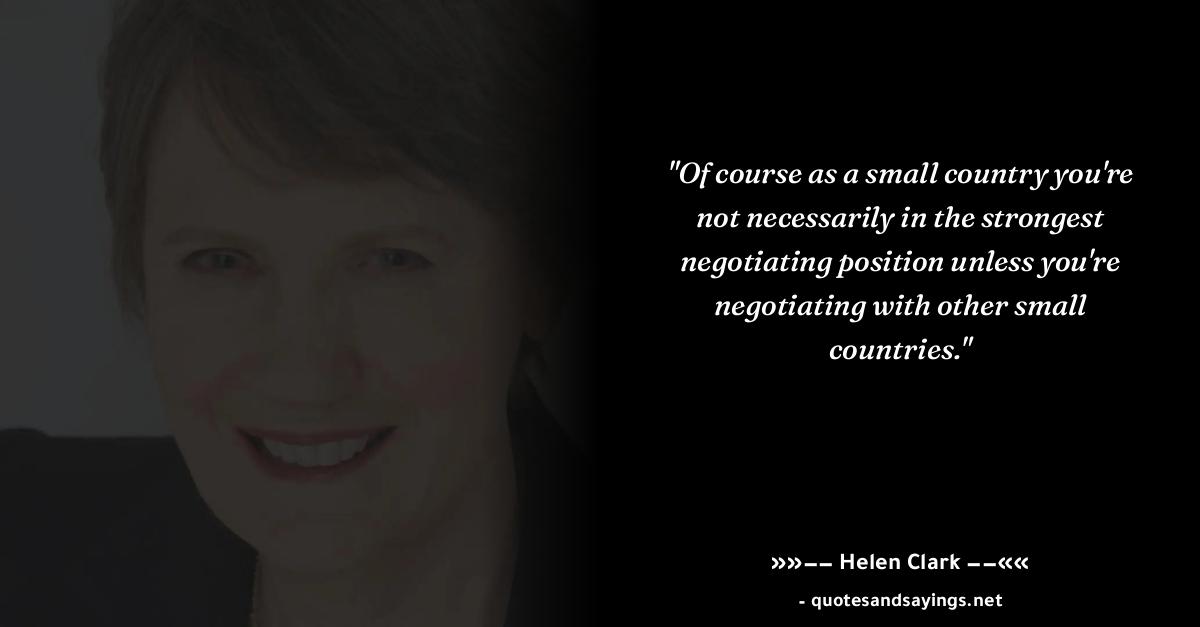 "Of course as a small country you're
not necessarily in the strongest
negotiating position unless you're
negotiating with other small
countries."
»»−− Helen Clark −−««
- quotesandsayings.net